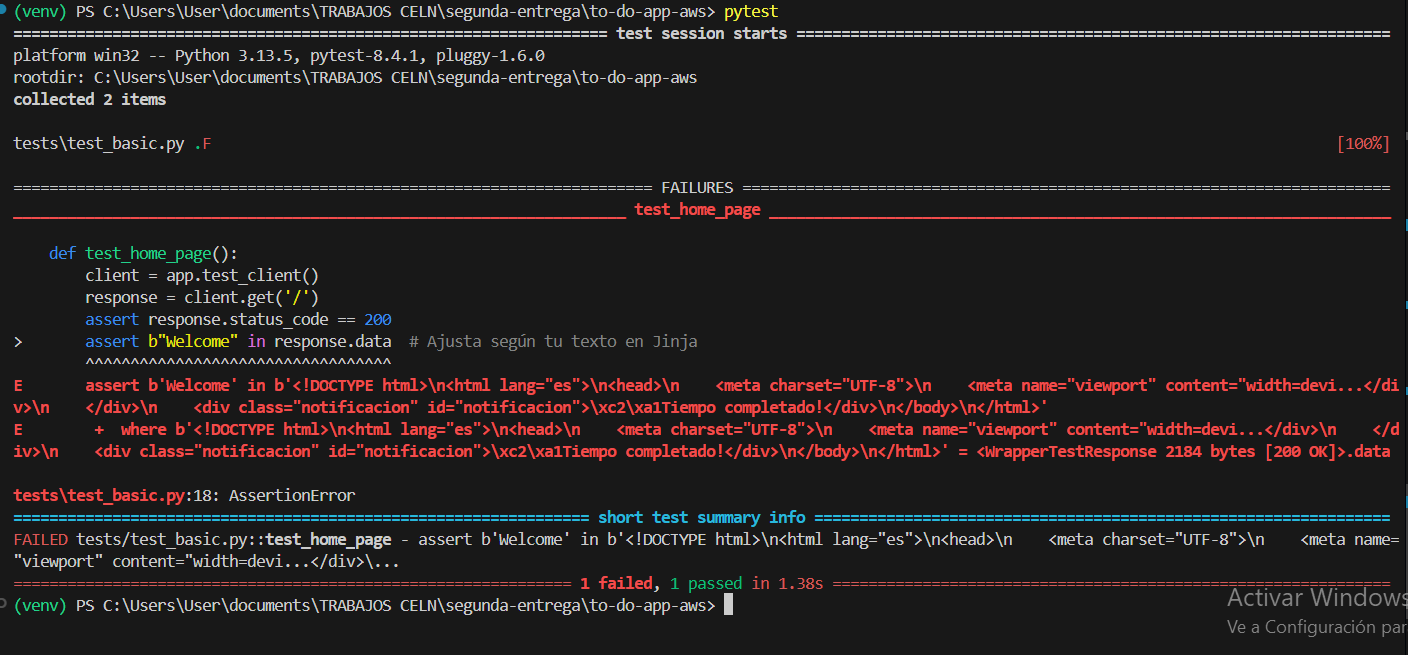 (venv) PS C:\Users\User\documents\TRABAJOS CELN\segunda-entrega\to-do-app-aws> pytest
================================================================== test session starts ==================================================================
platform win32 -- Python 3.13.5, pytest-8.4.1, pluggy-1.6.0
rootdir: C:\Users\User\documents\TRABAJOS CELN\segunda-entrega\to-do-app-aws
collected 2 items
tests\test_basic.py .F [100%]
======================================================================= FAILURES ========================================================================
____________________________________________________________________ test_home_page _____________________________________________________________________
def test_home_page():
client = app.test_client()
response = client.get('/')
assert response.status_code == 200
> assert b"Welcome" in response.data # Ajusta según tu texto en Jinja
^^^^^^^^^^^^^^^^^^^^^^^^^^^^^^^^^^
E assert b'Welcome' in b'<!DOCTYPE html>\n<html lang="es">\n<head>\n <meta charset="UTF-8">\n <meta name="viewport" content="width=devi...</di
v>\n </div>\n <div class="notificacion" id="notificacion">\xc2\xa1Tiempo completado!</div>\n</body>\n</html>'
E + where b'<!DOCTYPE html>\n<html lang="es">\n<head>\n <meta charset="UTF-8">\n <meta name="viewport" content="width=devi...</div>\n </d
iv>\n <div class="notificacion" id="notificacion">\xc2\xa1Tiempo completado!</div>\n</body>\n</html>' = <WrapperTestResponse 2184 bytes [200 OK]>.data
tests\test_basic.py:18: AssertionError
================================================================ short test summary info ================================================================
FAILED tests/test_basic.py::test_home_page - assert b'Welcome' in b'<!DOCTYPE html>\n<html lang="es">\n<head>\n <meta charset="UTF-8">\n <meta name=
"viewport" content="width=devi...</div>\...
============================================================== 1 failed, 1 passed in 1.38s ==============================================================
(venv) PS C:\Users\User\documents\TRABAJOS CELN\segunda-entrega\to-do-app-aws>
Activar Windows
Ve a Configuración par